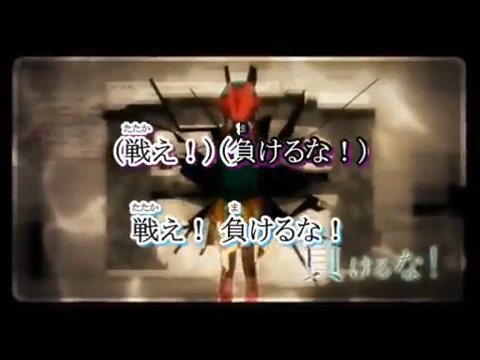 たたか ま
(戦え！)(負けるな！)
たたか ま
戦え！ 負けるな！
負けるな！